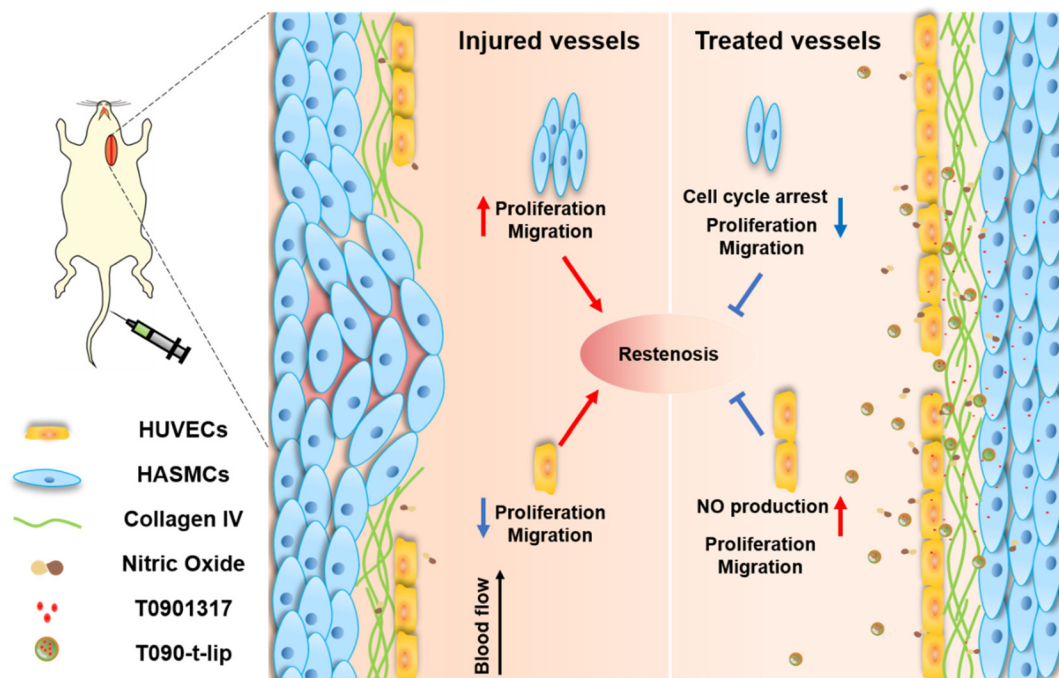 Injured vessels
Treated vessels
Proliferation
Migration
Cell cycle arrest
Proliferation
Migration
Restenosis
Proliferation
Migration
NO production
Proliferation
Migration
Blood flow
HUVECs
HASMCs
Collagen IV
Nitric Oxide
T0901317
T090-t-lip